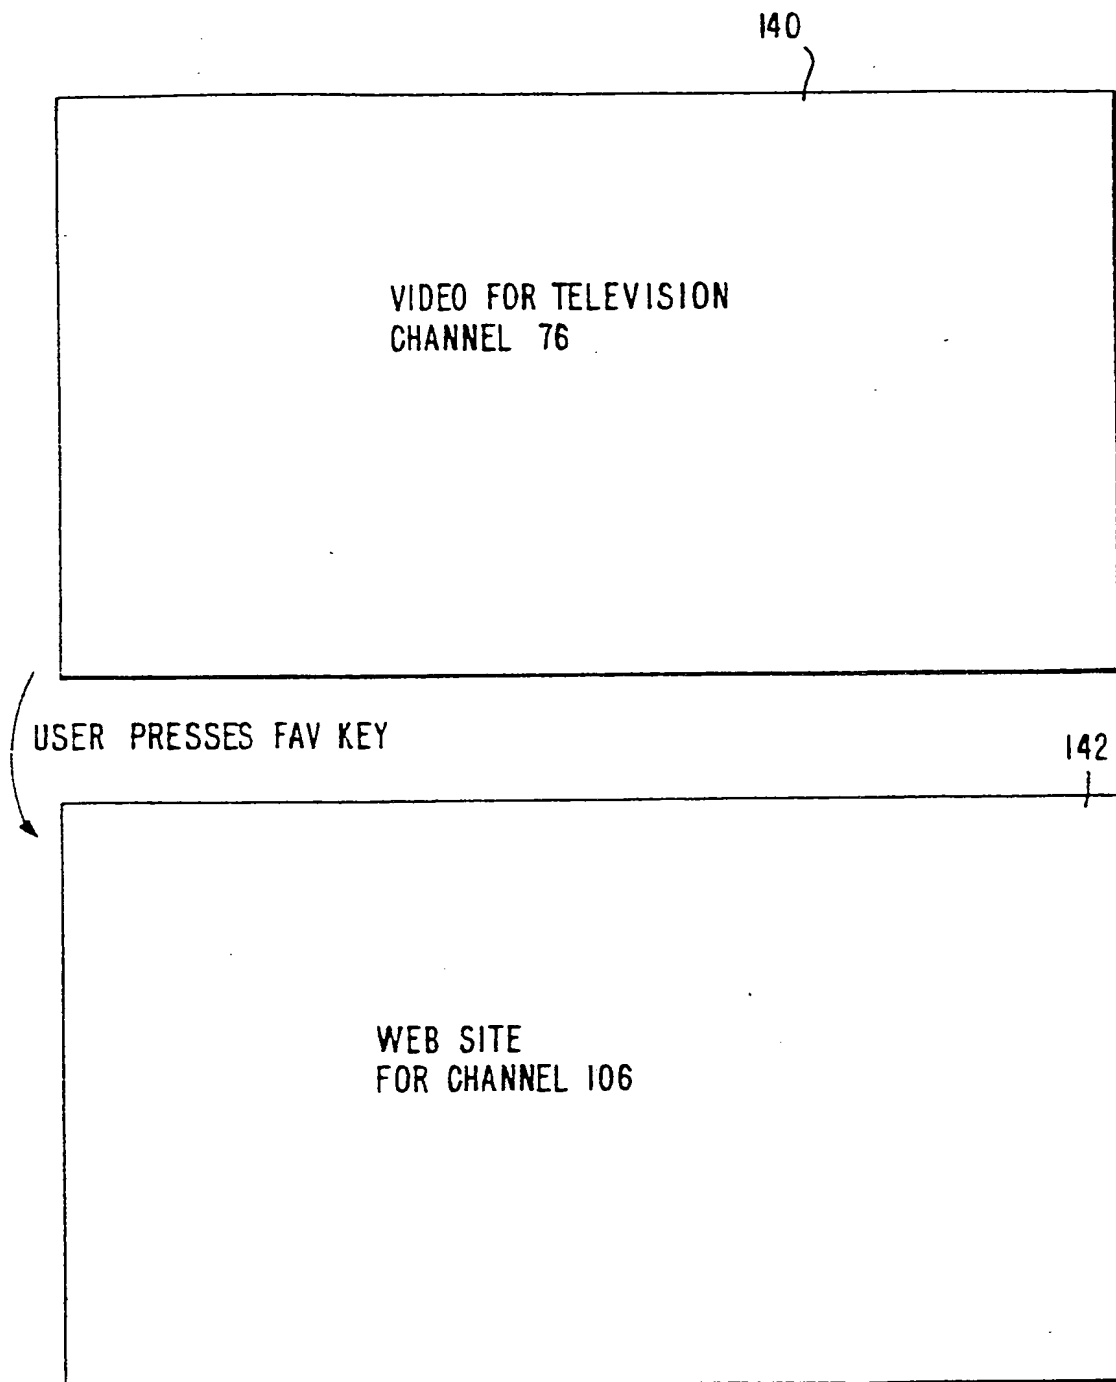 140
VIDEO FOR TELEVISION
CHANNEL 76
USER PRESSES FAV KEY
142
WEB SITE
FOR CHANNEL 106